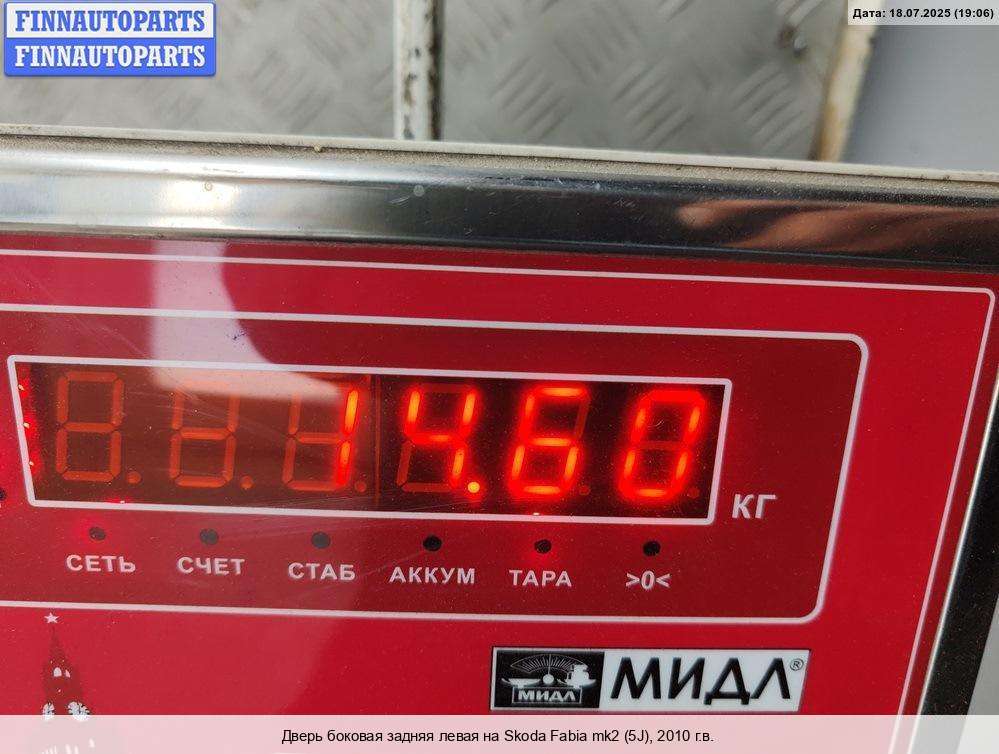 FINNAUTOPARTS
FINNAUTOPARTS
Дата: 18.07.2025 (19:06)
14.60
КГ
СЕТЬ СЧЕТ СТАБ АККУМ ТАРА >0<
МИДЛ МИДЛ®
Дверь боковая задняя левая на Skoda Fabia mk2 (5J), 2010 г.в.